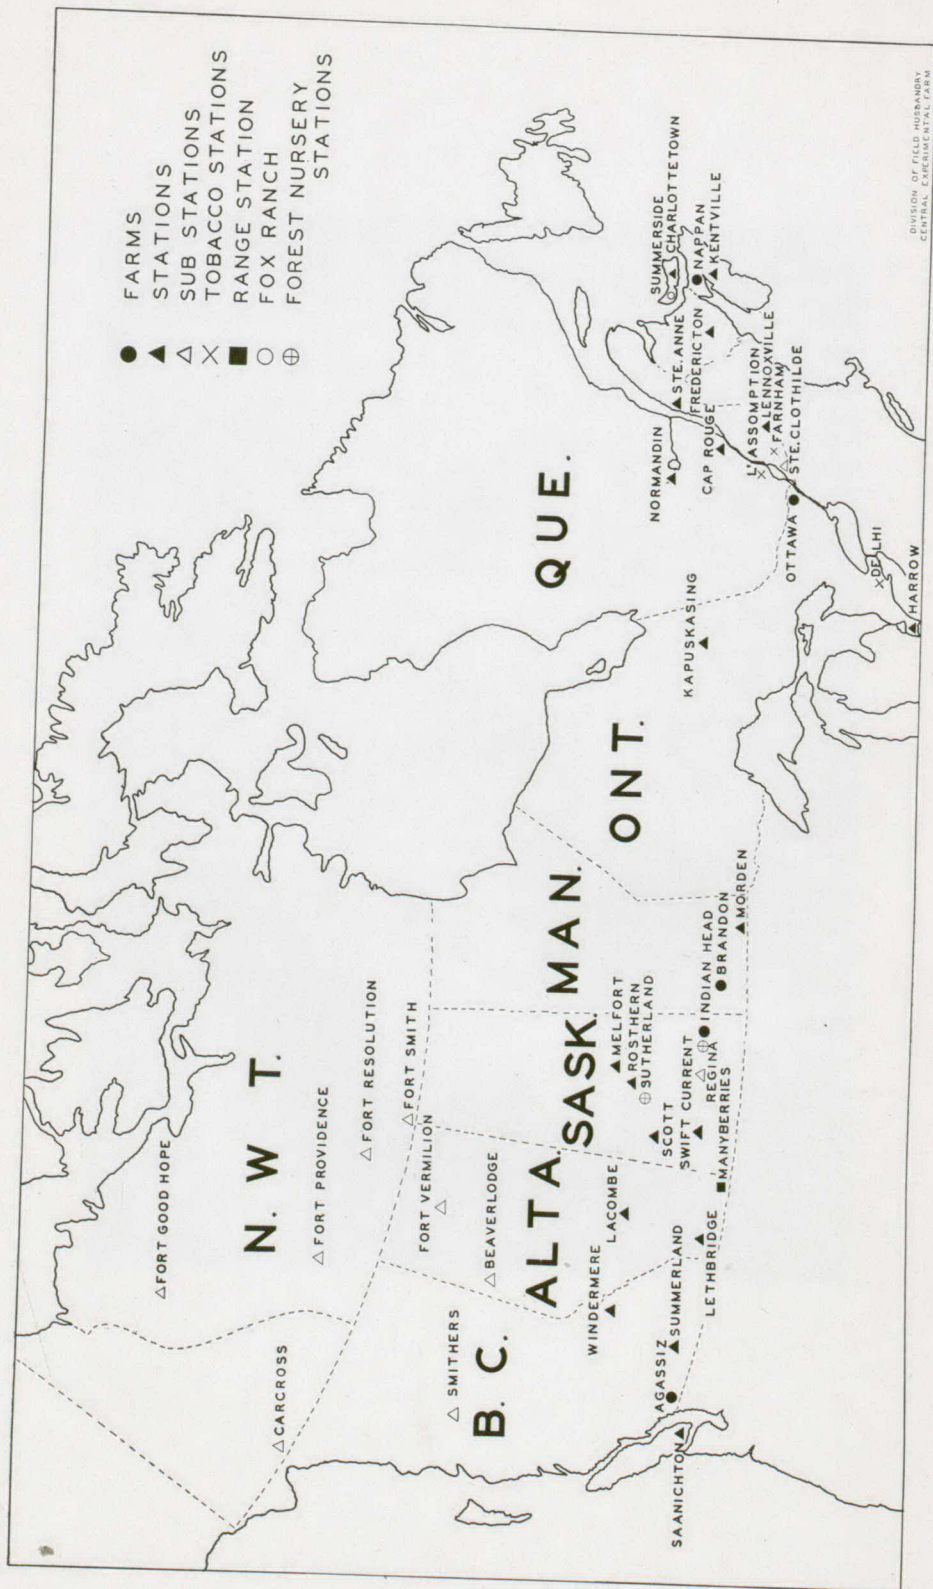 FARMS
STATIONS
SUB STATIONS
TOBACCO STATIONS
RANGE STATION
FOX RANCH
FOREST NURSERY
STATIONS
FORT GOOD HOPE
CARCROSS
N. W. T.
FORT PROVIDENCE
FORT RESOLUTION
FORT SMITH
FORT VERMILION
SMITHERS
BEAVERLODGE
B. C.
ALTA.
SASK.
MAN.
ONT.
QUE.
WINDERMERE
LACOMBE
MELFORT
ROSTHERN
SUTHERLAND
SCOTT
SWIFT CURRENT
REGINA
INDIAN HEAD
BRANDON
MORDEN
MANYBERRIES
LETHBRIDGE
SUMMERLAND
AGASSIZ
SAANICHTON
KAPUSKASING
NORMANDIN
STE. ANNE
SUMMERSIDE
CHARLOTTETOWN
NAPPAN
KENTVILLE
FREDERICTON
CAP ROUGE
L'ASSOMPTION
LENNOXVILLE
FARNHAM
STE. CLOTHILDE
OTTAWA
DELHI
HARROW
DIVISION OF FIELD HUSBANDRY
CENTRAL EXPERIMENTAL FARM